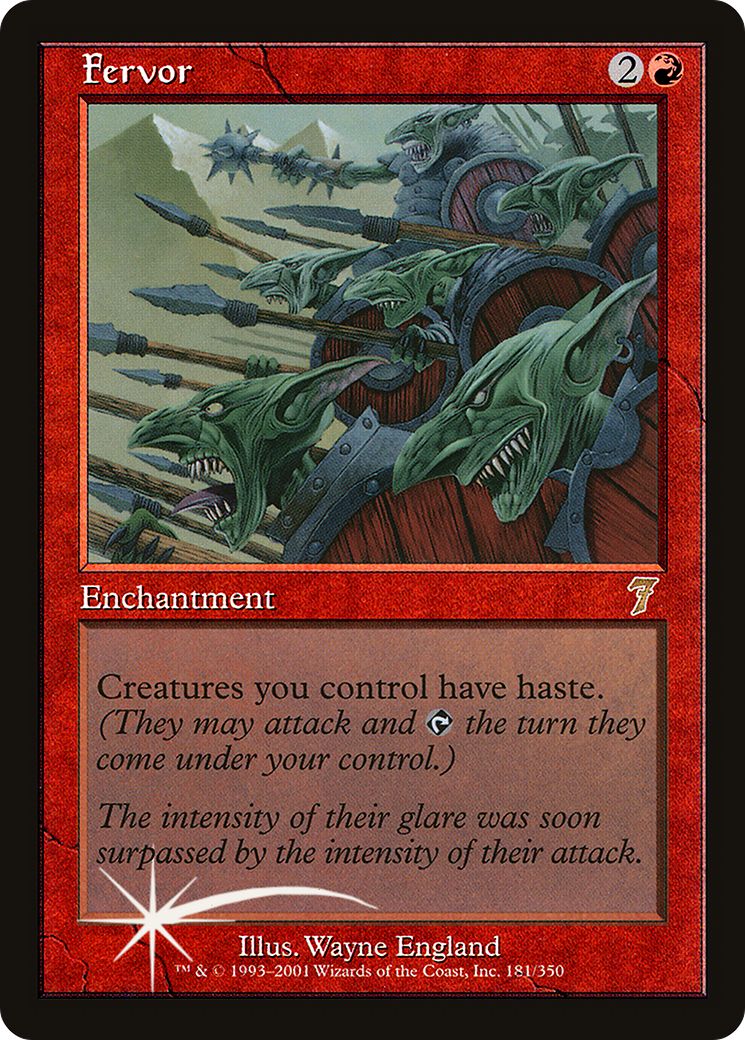 Fervor
2
Enchantment
7
Creatures you control have haste.
(They may attack and the turn they
come under your control.)
The intensity of their glare was soon
surpassed by the intensity of their attack.
Illus. Wayne England
™ & © 1993–2001 Wizards of the Coast, Inc. 181/350